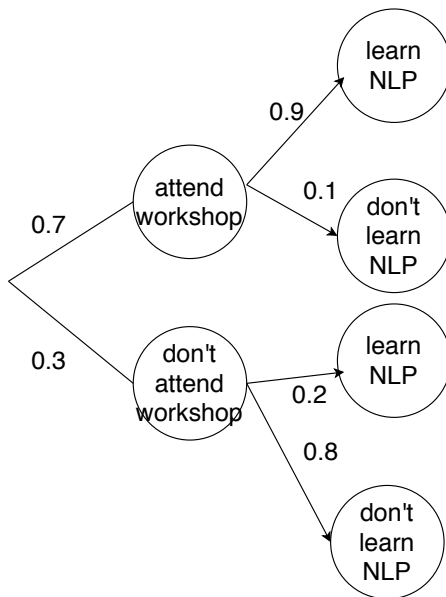 learn
NLP
0.9
attend
workshop
0.1
don't
learn
NLP
0.7
0.3
don't
attend
workshop
learn
NLP
0.2
0.8
don't
learn
NLP